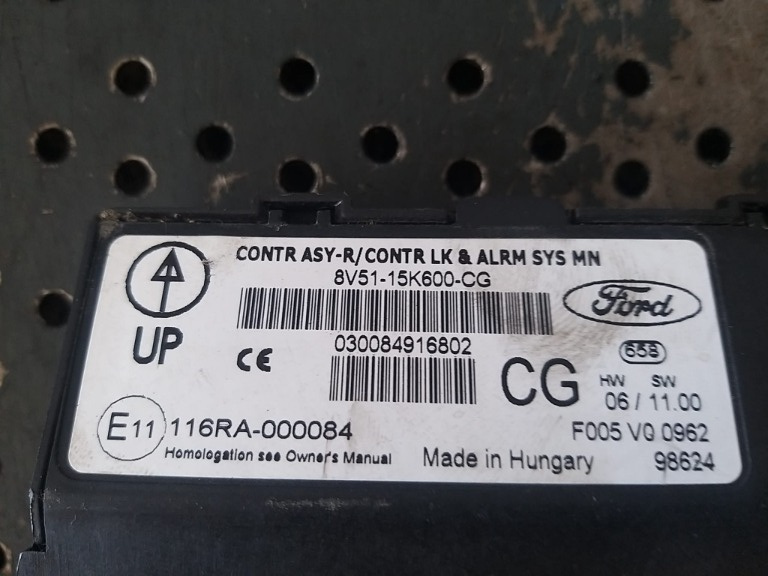 CONTR ASY-R/CONTR LK & ALRM SYS MN
8V51-15K600-CG
Ford
UP
CE
030084916802
CG
HW SW
06 / 11.00
E11 116RA-000084
F005 V0 0962
Homologation see Owner's Manual
Made in Hungary
98624